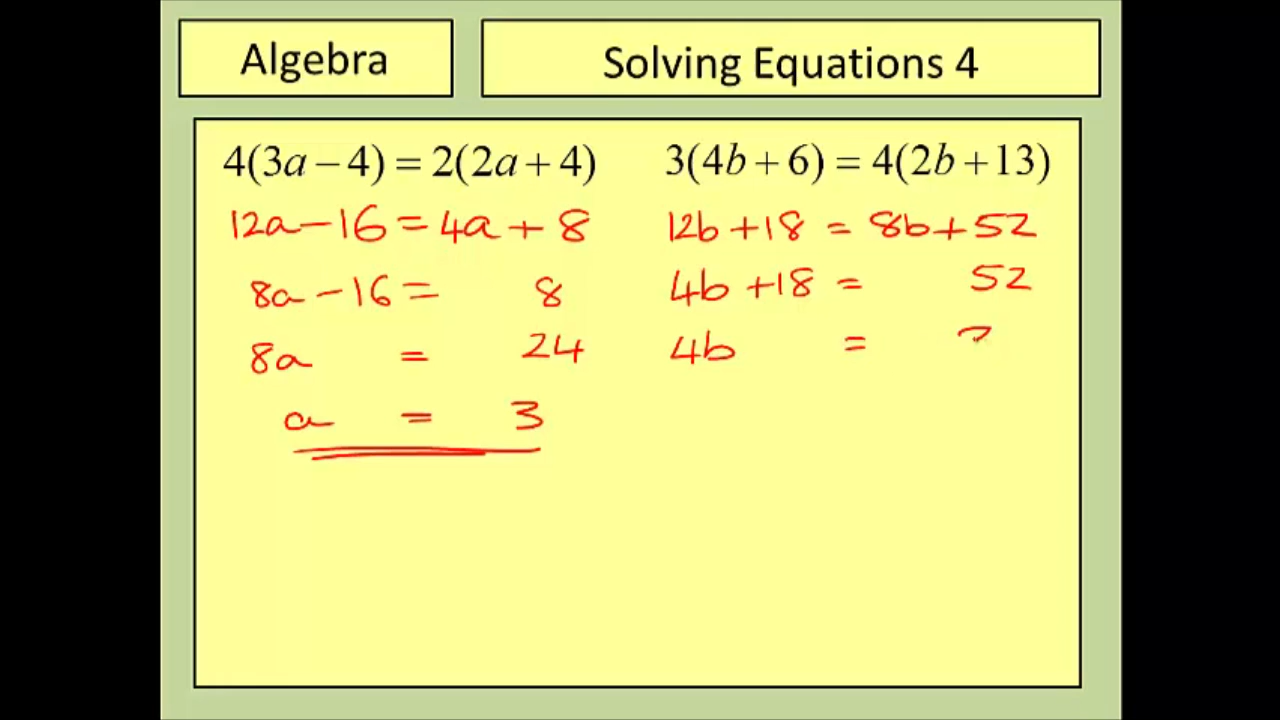 Algebra
Solving Equations 4
4(3a − 4) = 2(2a + 4)
12a − 16 = 4a + 8
8a − 16 = 8
8a = 24
a = 3
3(4b + 6) = 4(2b + 13)
12b + 18 = 8b + 52
4b + 18 = 52
4b =